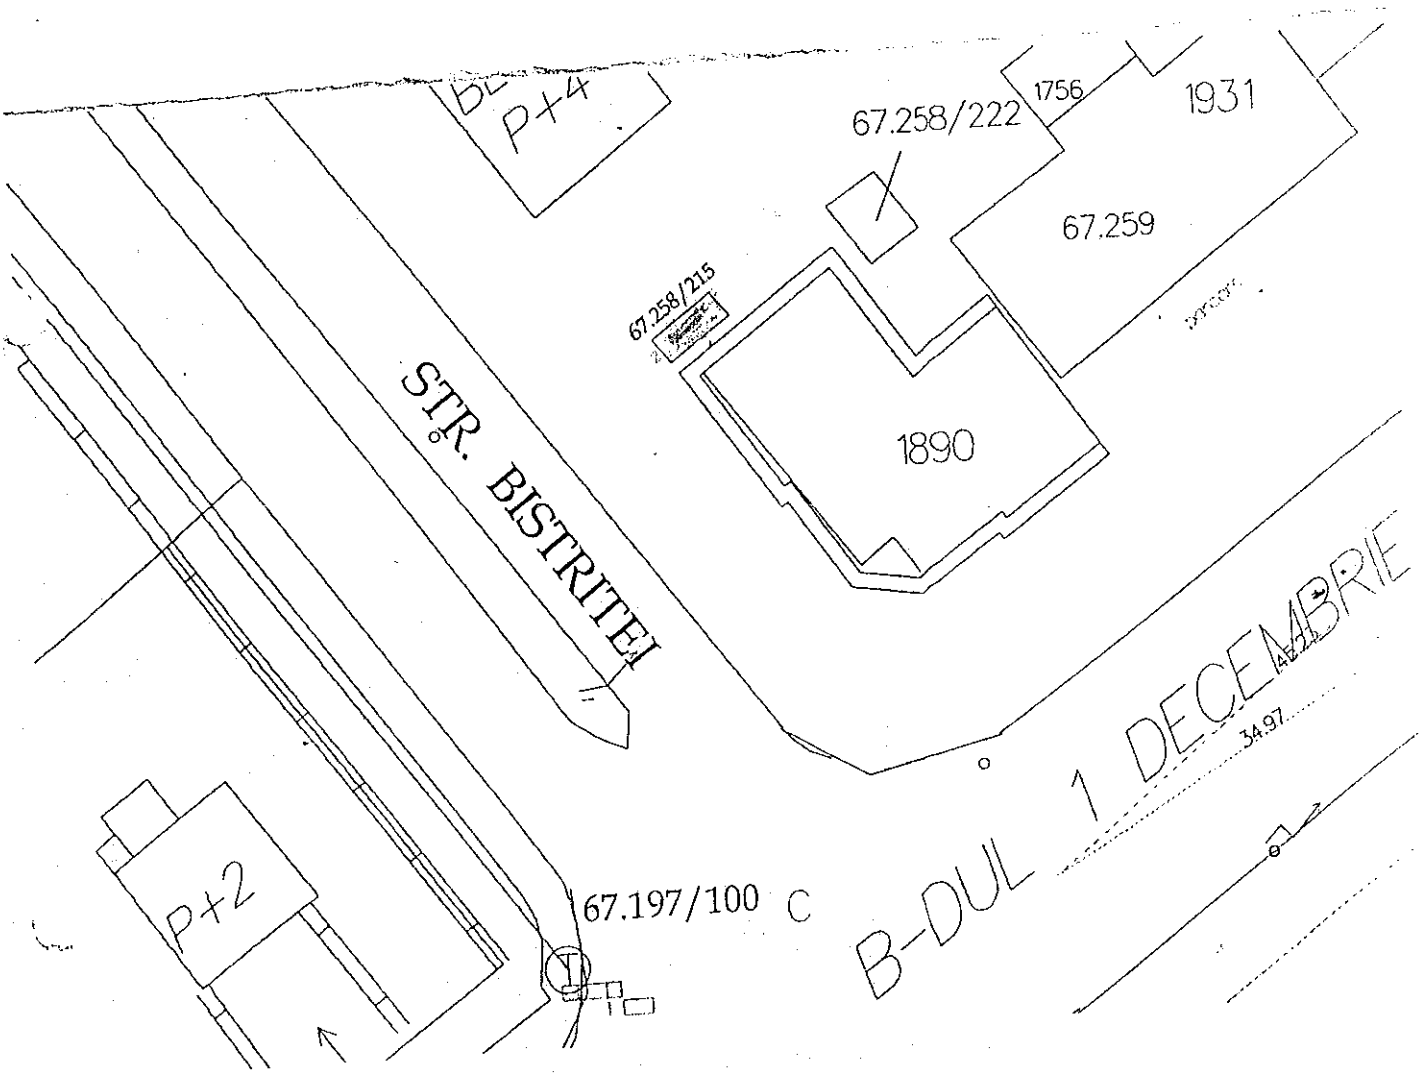 P+4
1756
1931
67.258/222
67.259
67.258/215
STR. BISTRITEI
1890
B-DUL 1 DECEMBRIE
34.97
P+2
67.197/100 C